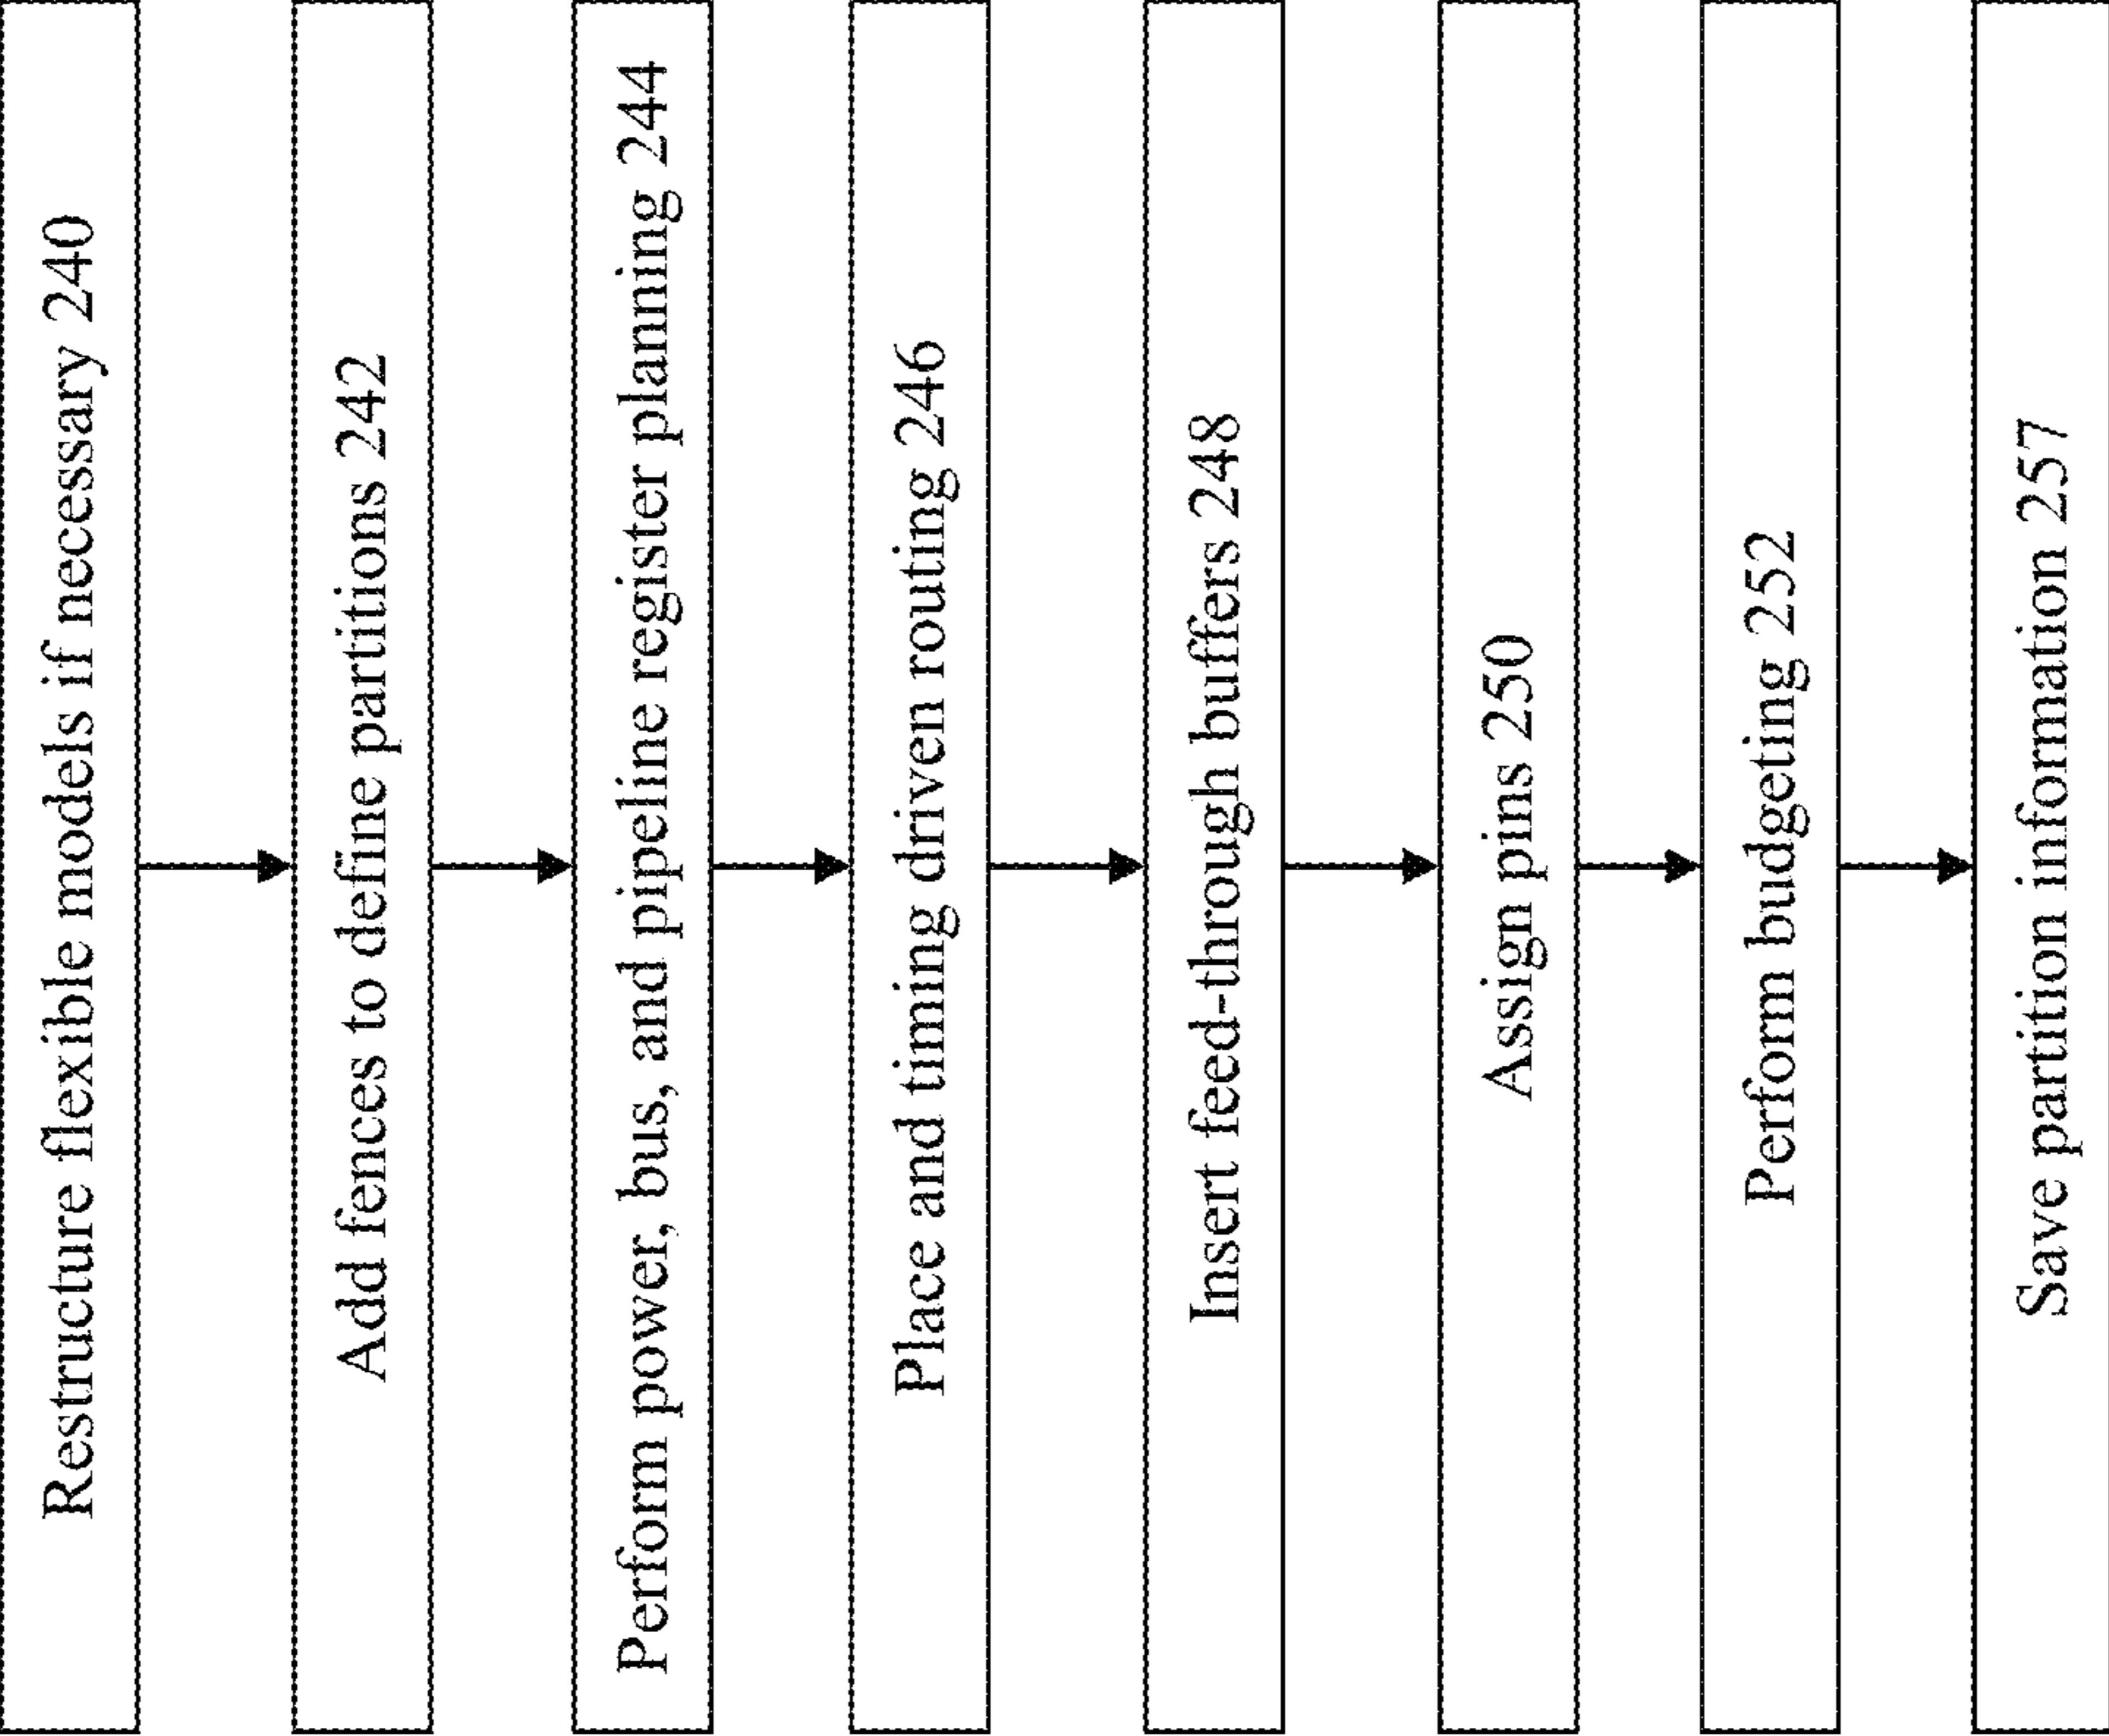 Restructure flexible models if necessary 240
Add fences to define partitions 242
Perform power, bus, and pipeline register planning 244
Place and timing driven routing 246
Insert feed-through buffers 248
Assign pins 250
Perform budgeting 252
Save partition information 257